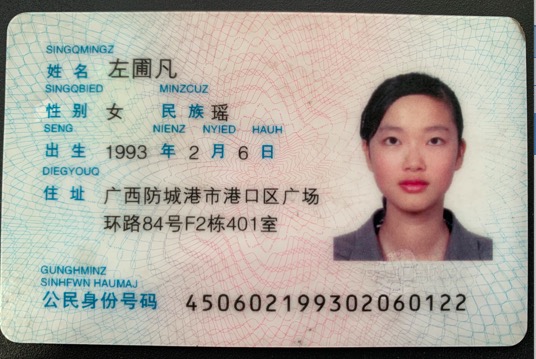 SINGQMINGZ
姓名 左圃凡
SINGQBIED MINZCUZ
性别 女 民族 瑶
SENG NIENZ NYIED HAUH
出生 1993 年 2 月 6 日
DIEGYOUQ
住址 广西防城港市港口区广场
环路84号F2栋401室
GUNGHMINZ
SINHFWN HAUMAJ
公民身份号码 450602199302060122